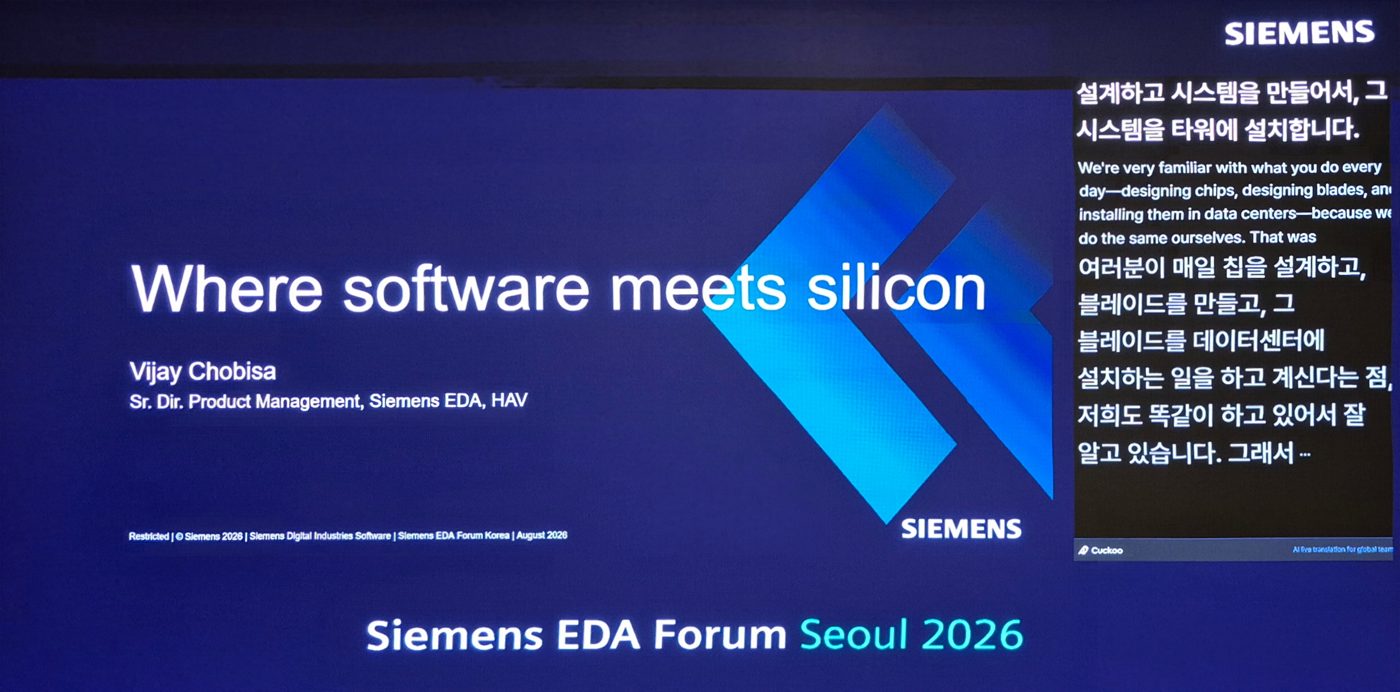 SIEMENS
Where software meets silicon
Vijay Chobisa
Sr. Dir. Product Management, Siemens EDA, HAV
Restricted | © Siemens 2026 | Siemens Digital Industries Software | Siemens EDA Forum Korea | August 2026
SIEMENS
설계하고 시스템을 만들어서, 그
시스템을 타워에 설치합니다.
We're very familiar with what you do every
day—designing chips, designing blades, and
installing them in data centers—because we
do the same ourselves. That was
여러분이 매일 칩을 설계하고,
블레이드를 만들고, 그
블레이드를 데이터센터에
설치하는 일을 하고 계신다는 점,
저희도 똑같이 하고 있어서 잘
알고 있습니다. 그래서 ···
Cuckoo
AI live translation for global team
Siemens EDA Forum Seoul 2026